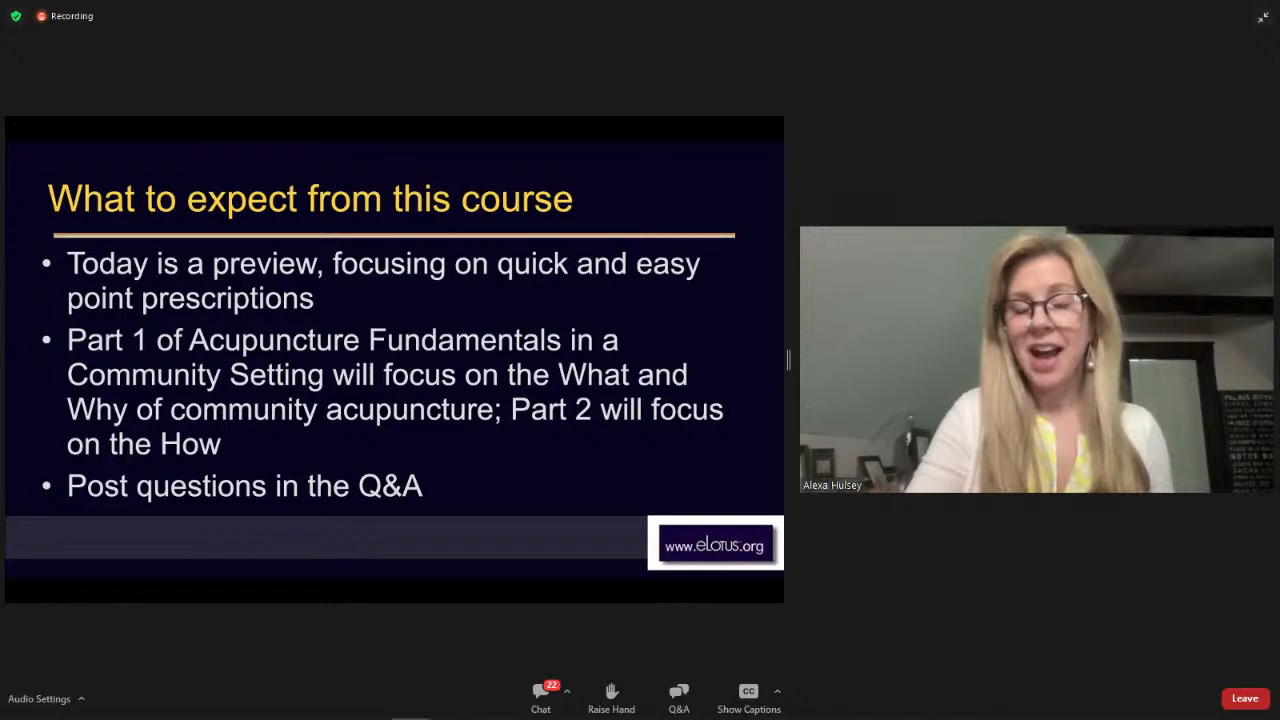 Recording
What to expect from this course
• Today is a preview, focusing on quick and easy
point prescriptions
• Part 1 of Acupuncture Fundamentals in a
Community Setting will focus on the What and
Why of community acupuncture; Part 2 will focus
on the How
• Post questions in the Q&A
www.eLotus.org
PALAIS ROYAL
Alexa Hulsey
Audio Settings
22
Chat
Raise Hand
Q&A
CC
Show Captions
Leave